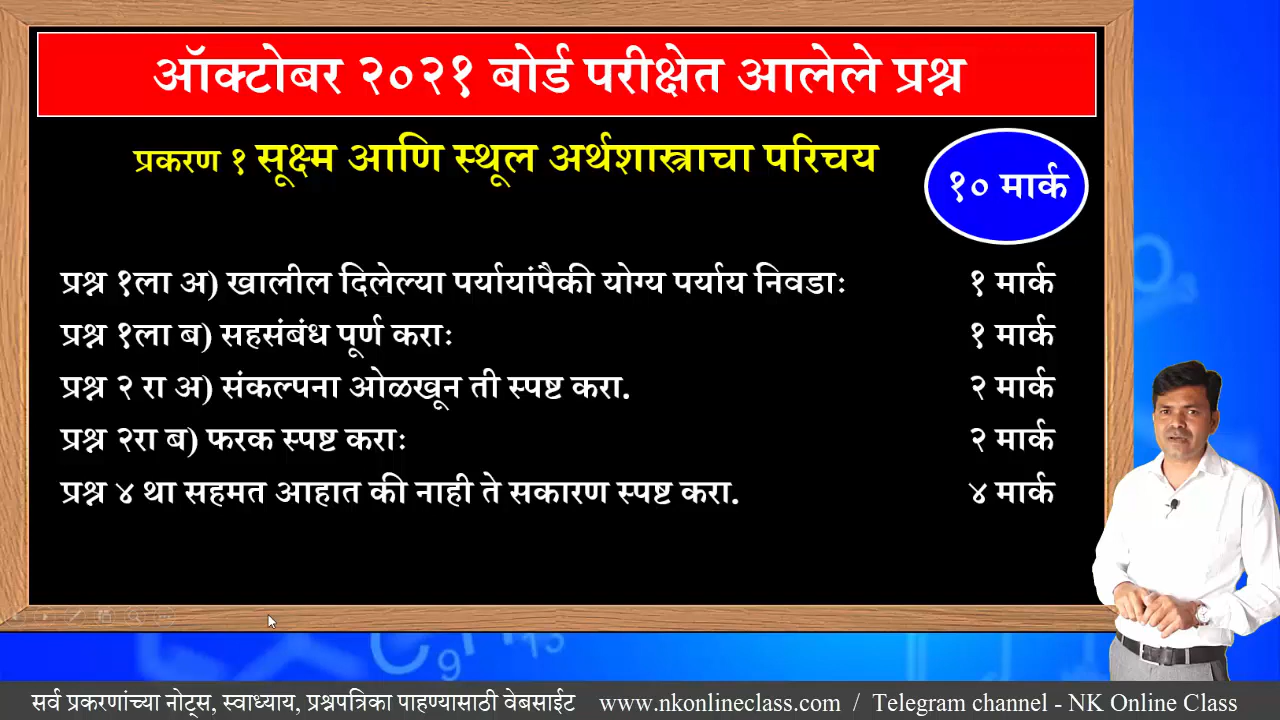 ऑक्टोबर २०२१ बोर्ड परीक्षेत आलेले प्रश्न
प्रकरण १ सूक्ष्म आणि स्थूल अर्थशास्त्राचा परिचय
१० मार्क
प्रश्न १ला अ) खालील दिलेल्या पर्यायांपैकी योग्य पर्याय निवडाः १ मार्क
प्रश्न १ला ब) सहसंबंध पूर्ण कराः १ मार्क
प्रश्न २ रा अ) संकल्पना ओळखून ती स्पष्ट करा. २ मार्क
प्रश्न २रा ब) फरक स्पष्ट कराः २ मार्क
प्रश्न ४ था सहमत आहात की नाही ते सकारण स्पष्ट करा. ४ मार्क
सर्व प्रकरणांच्या नोट्स, स्वाध्याय, प्रश्नपत्रिका पाहण्यासाठी वेबसाईट www.nkonlineclass.com / Telegram channel - NK Online Class